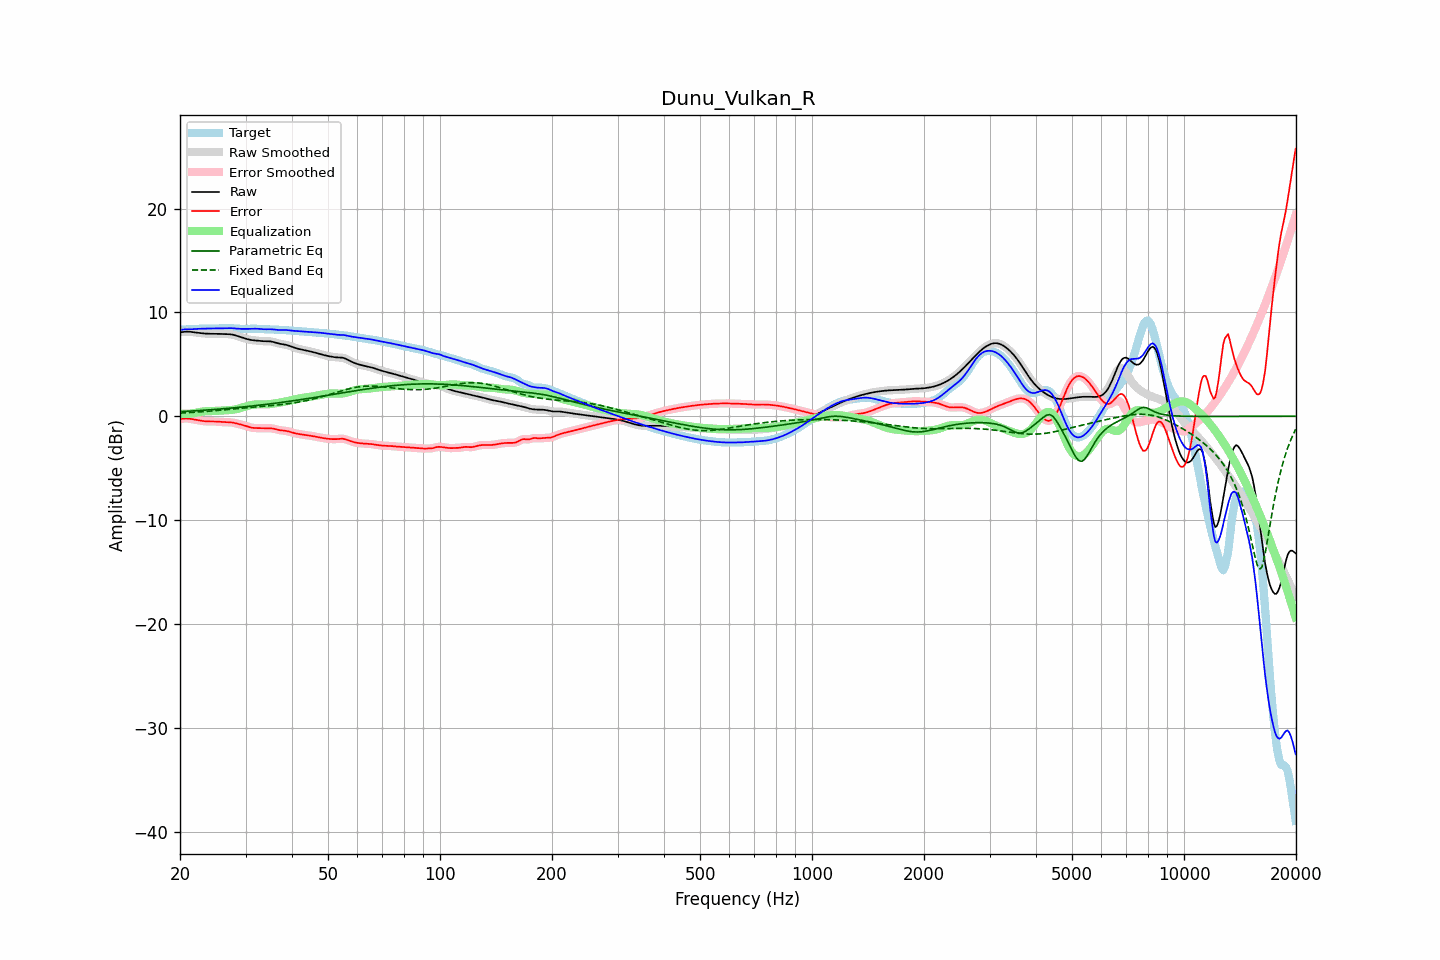 Dunu_Vulkan_R
Target
Raw Smoothed
Error Smoothed
Raw
Error
Equalization
Parametric Eq
Fixed Band Eq
Equalized
20
10
0
−10
−20
−30
−40
Amplitude (dBr)
20 50 100 200 500 1000 2000 5000 10000 20000
Frequency (Hz)